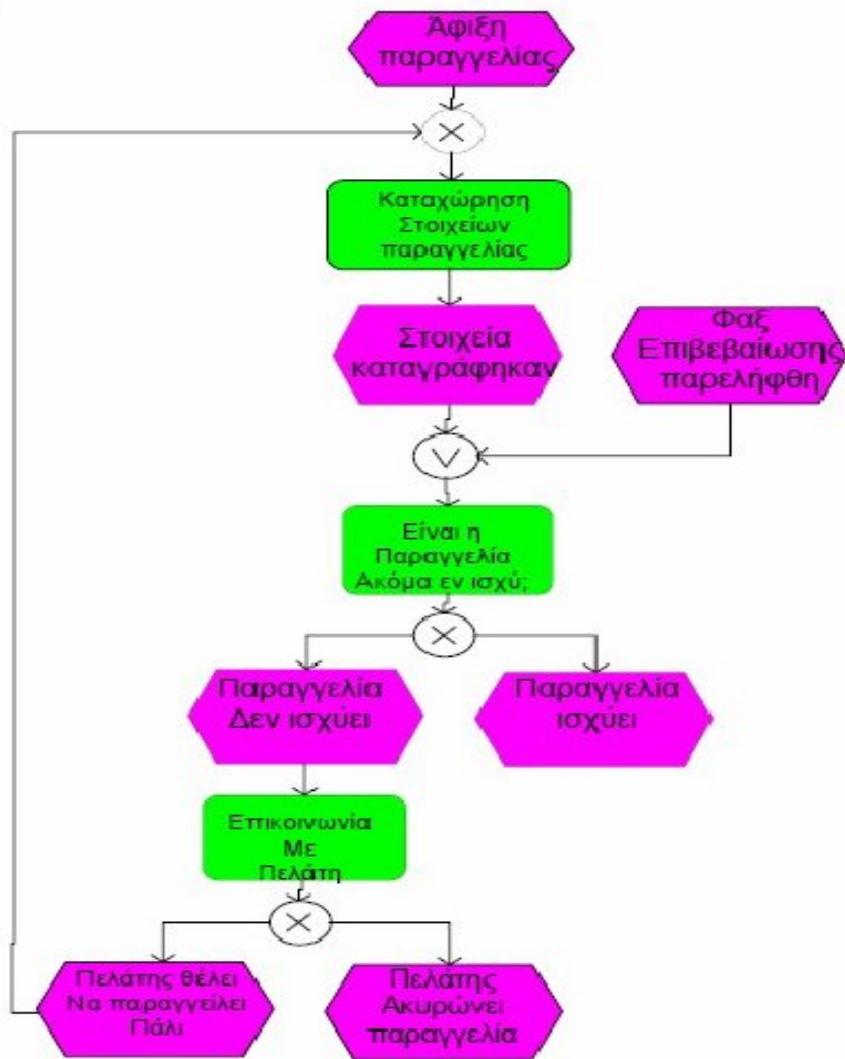 Άφιξη
παραγγελίας
X
Καταχώρηση
Στοιχείων
παραγγελίας
Στοιχεία
καταγράφηκαν
Φαξ
Επιβεβαίωσης
παρελήφθη
V
Είναι η
Παραγγελία
Ακόμα εν ισχύ;
X
Παραγγελία
Δεν ισχύει
Παραγγελία
ισχύει
Επικοινωνία
Με
Πελάτη
X
Πελάτης θέλει
Να παραγγείλει
Πάλι
Πελάτης
Ακυρώνει
παραγγελία